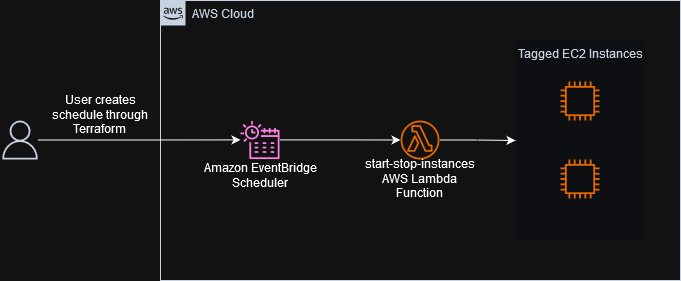 aws
AWS Cloud
Tagged EC2 Instances
User creates
schedule through
Terraform
Amazon EventBridge
Scheduler
start-stop-instances
AWS Lambda
Function